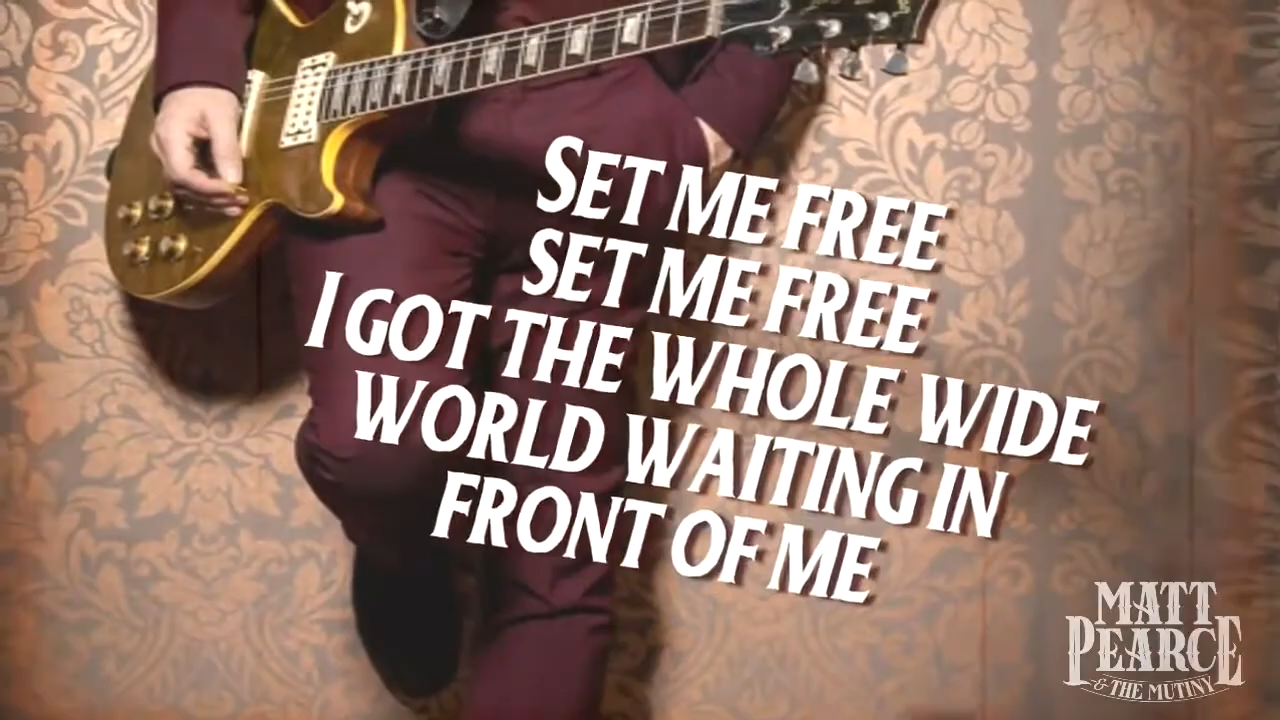 SET ME FREE
SET ME FREE
I GOT THE WHOLE WIDE
WORLD WAITING IN
FRONT OF ME
MATT
PEARCE
& THE MUTINY